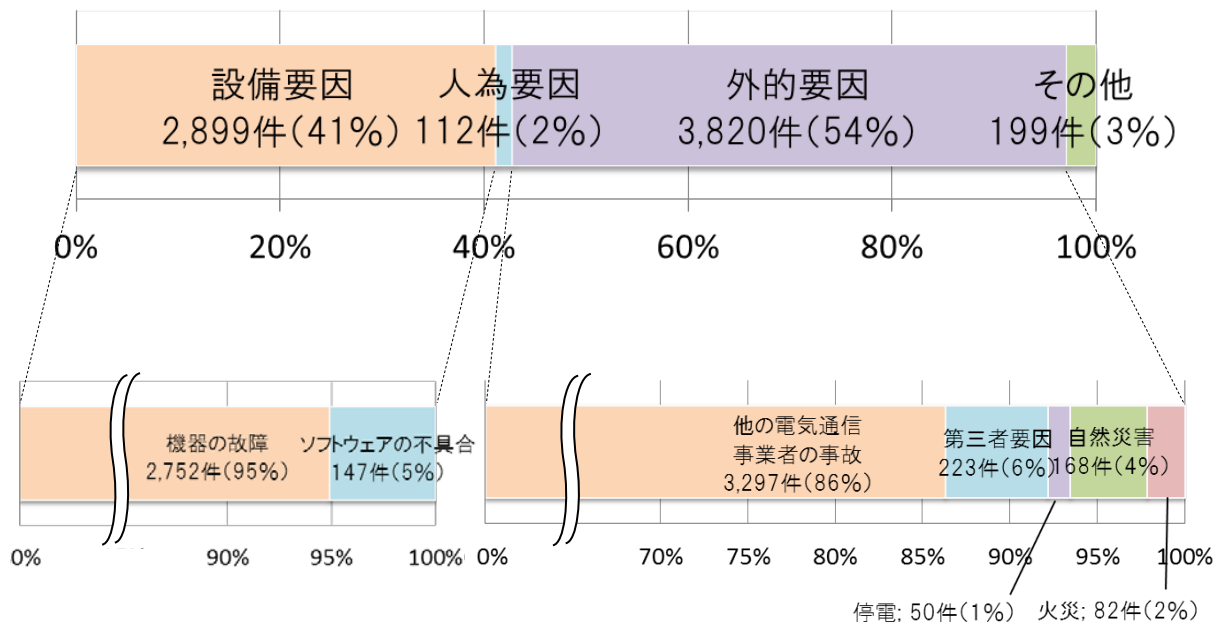 設備要因
2,899件(41%)
人為要因
112件(2%)
外的要因
3,820件(54%)
その他
199件(3%)
0%
20%
40%
60%
80%
100%
機器の故障
2,752件(95%)
ソフトウェアの不具合
147件(5%)
他の電気通信
事業者の事故
3,297件(86%)
第三者要因
223件(6%)
自然災害
168件(4%)
0%
90%
95%
100%
0%
70%
75%
80%
85%
90%
95%
100%
停電; 50件(1%)
火災; 82件(2%)